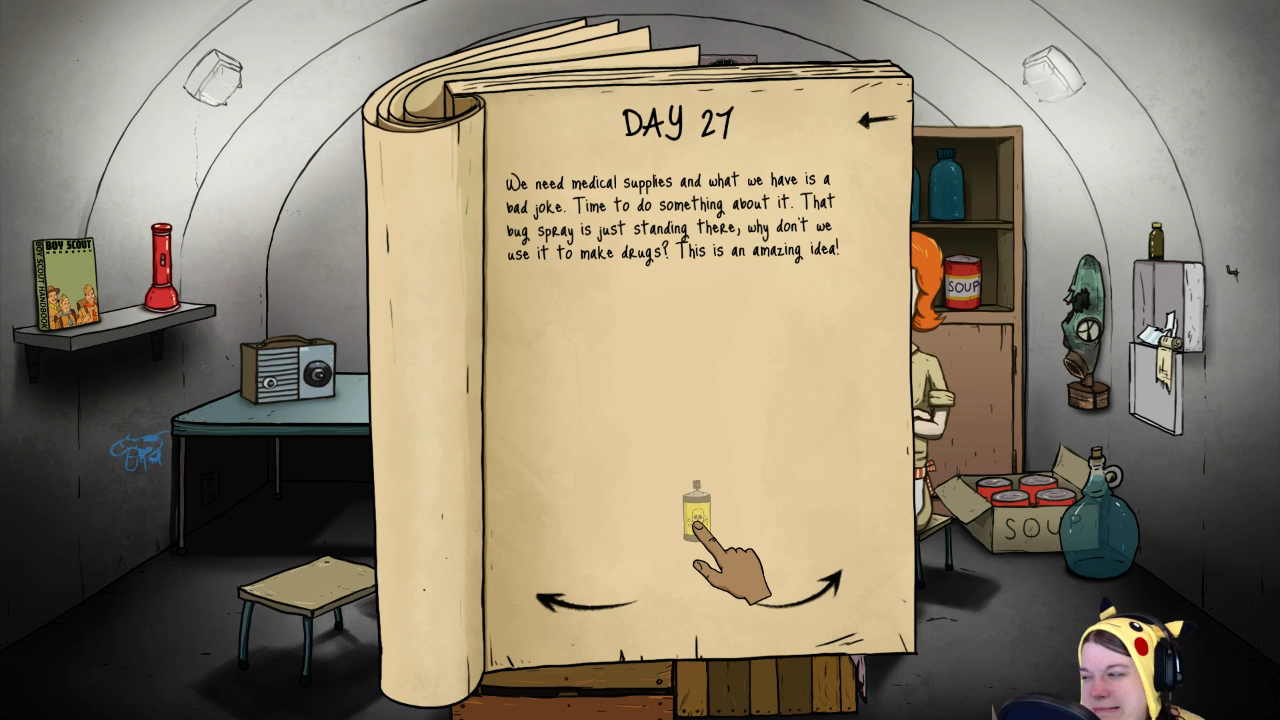 DAY 27
We need medical supplies and what we have is a
bad joke. Time to do something about it. That
bug spray is just standing there, why don't we
use it to make drugs? This is an amazing idea!
BOY SCOUT
BOY SCOUT HANDBOOK
SOUP
SOUP